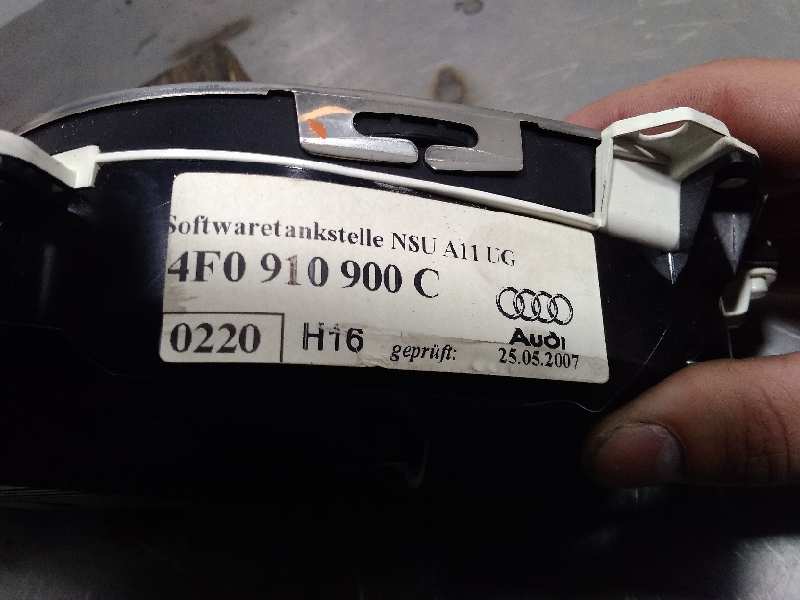 Softwaretankstelle NSU A11 UG
4F0 910 900 C
0220 H16 geprüft: 25.05.2007
Audi